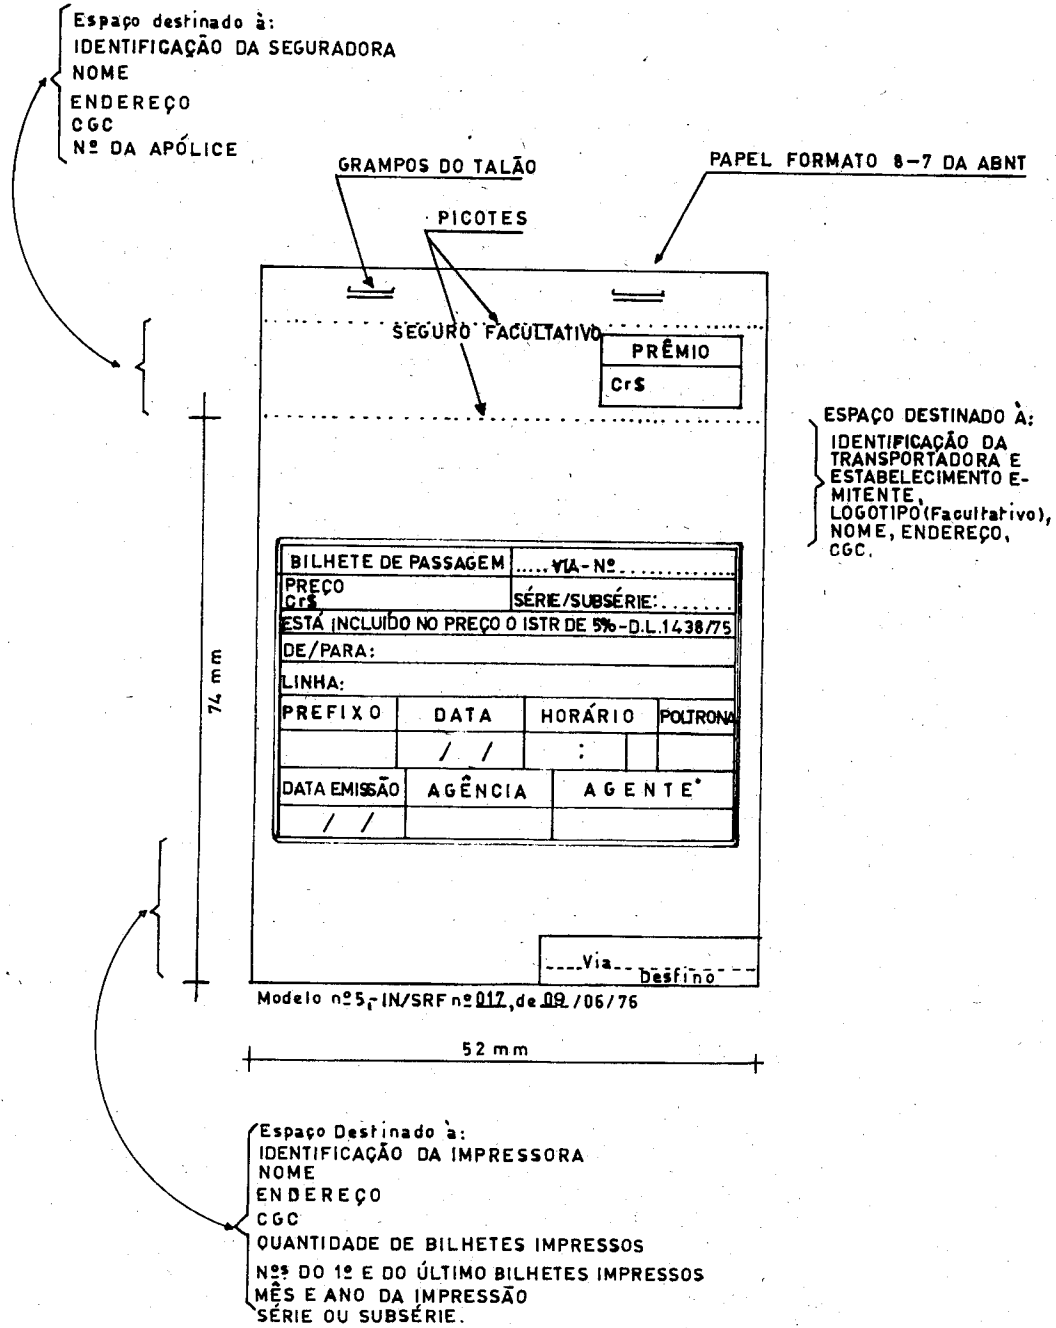 Espaço destinado à:
IDENTIFICAÇÃO DA SEGURADORA
NOME
ENDEREÇO
CGC
Nº DA APÓLICE
GRAMPOS DO TALÃO
PAPEL FORMATO 8-7 DA ABNT
PICOTES
SEGURO FACULTATIVO
PRÊMIO
Cr$
ESPAÇO DESTINADO À:
IDENTIFICAÇÃO DA
TRANSPORTADORA E
ESTABELECIMENTO E-
MITENTE,
LOGOTIPO (Facultativo),
NOME, ENDEREÇO,
CGC.
BILHETE DE PASSAGEM
..... VIA - Nº ..............
PREÇO
Cr$
SÉRIE/SUBSÉRIE: .......
ESTÁ INCLUÍDO NO PREÇO O ISTR DE 5% - D.L. 1438/75
DE/PARA:
LINHA:
PREFIXO DATA HORÁRIO POLTRONA
/ / :
DATA EMISSÃO AGÊNCIA AGENTE
/ /
74 mm
....Via
Destino
Modelo nº 5, - IN/SRF nº 017, de 09 /06/76
52 mm
Espaço Destinado à:
IDENTIFICAÇÃO DA IMPRESSORA
NOME
ENDEREÇO
CGC
QUANTIDADE DE BILHETES IMPRESSOS
Nºs DO 1º E DO ÚLTIMO BILHETES IMPRESSOS
MÊS E ANO DA IMPRESSÃO
SÉRIE OU SUBSÉRIE.